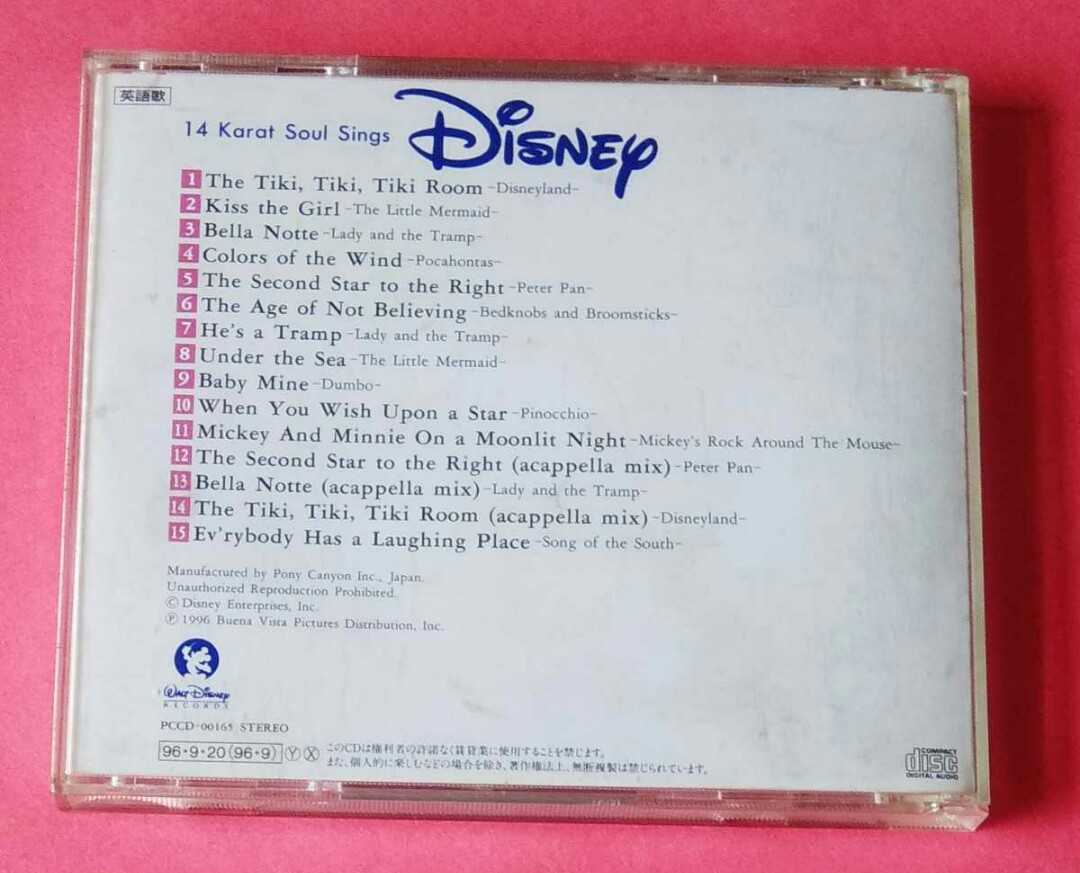 英語歌
14 Karat Soul Sings Disney
1 The Tiki, Tiki, Tiki Room -Disneyland-
2 Kiss the Girl -The Little Mermaid-
3 Bella Notte -Lady and the Tramp-
4 Colors of the Wind -Pocahontas-
5 The Second Star to the Right -Peter Pan-
6 The Age of Not Believing -Bedknobs and Broomsticks-
7 He's a Tramp -Lady and the Tramp-
8 Under the Sea -The Little Mermaid-
9 Baby Mine -Dumbo-
10 When You Wish Upon a Star -Pinocchio-
11 Mickey And Minnie On a Moonlit Night -Mickey's Rock Around The Mouse-
12 The Second Star to the Right (acappella mix) -Peter Pan-
13 Bella Notte (acappella mix) -Lady and the Tramp-
14 The Tiki, Tiki, Tiki Room (acappella mix) -Disneyland-
15 Ev'rybody Has a Laughing Place -Song of the South-
Manufactured by Pony Canyon Inc., Japan.
Unauthorized Reproduction Prohibited.
© Disney Enterprises, Inc.
℗ 1996 Buena Vista Pictures Distribution, Inc.
Walt Disney
RECORDS
PCCD-00165 STEREO
96・9・20(96・9) Ⓨ Ⓧ
このCDは権利者の許諾なく賃貸業に使用することを禁じます。
また、個人的に楽しむなどの場合を除き、著作権法上、無断複製は禁じられています。
COMPACT
disc
DIGITAL AUDIO